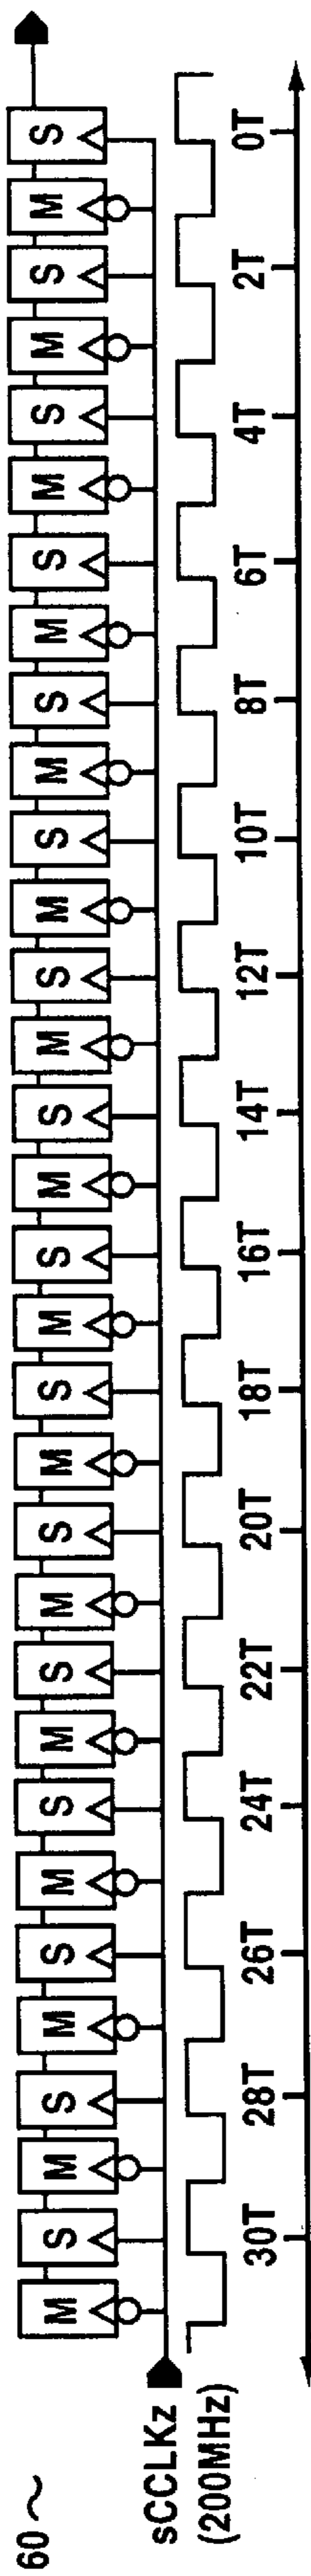 60
M S M S M S M S M S M S M S M S M S M S M S M S M S M S M S M S
sCCLKz
(200MHz)
30T 28T 26T 24T 22T 20T 18T 16T 14T 12T 10T 8T 6T 4T 2T 0T